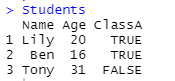 > Students
  Name Age ClassA
1 Lily  20   TRUE
2  Ben  16   TRUE
3 Tony  31  FALSE